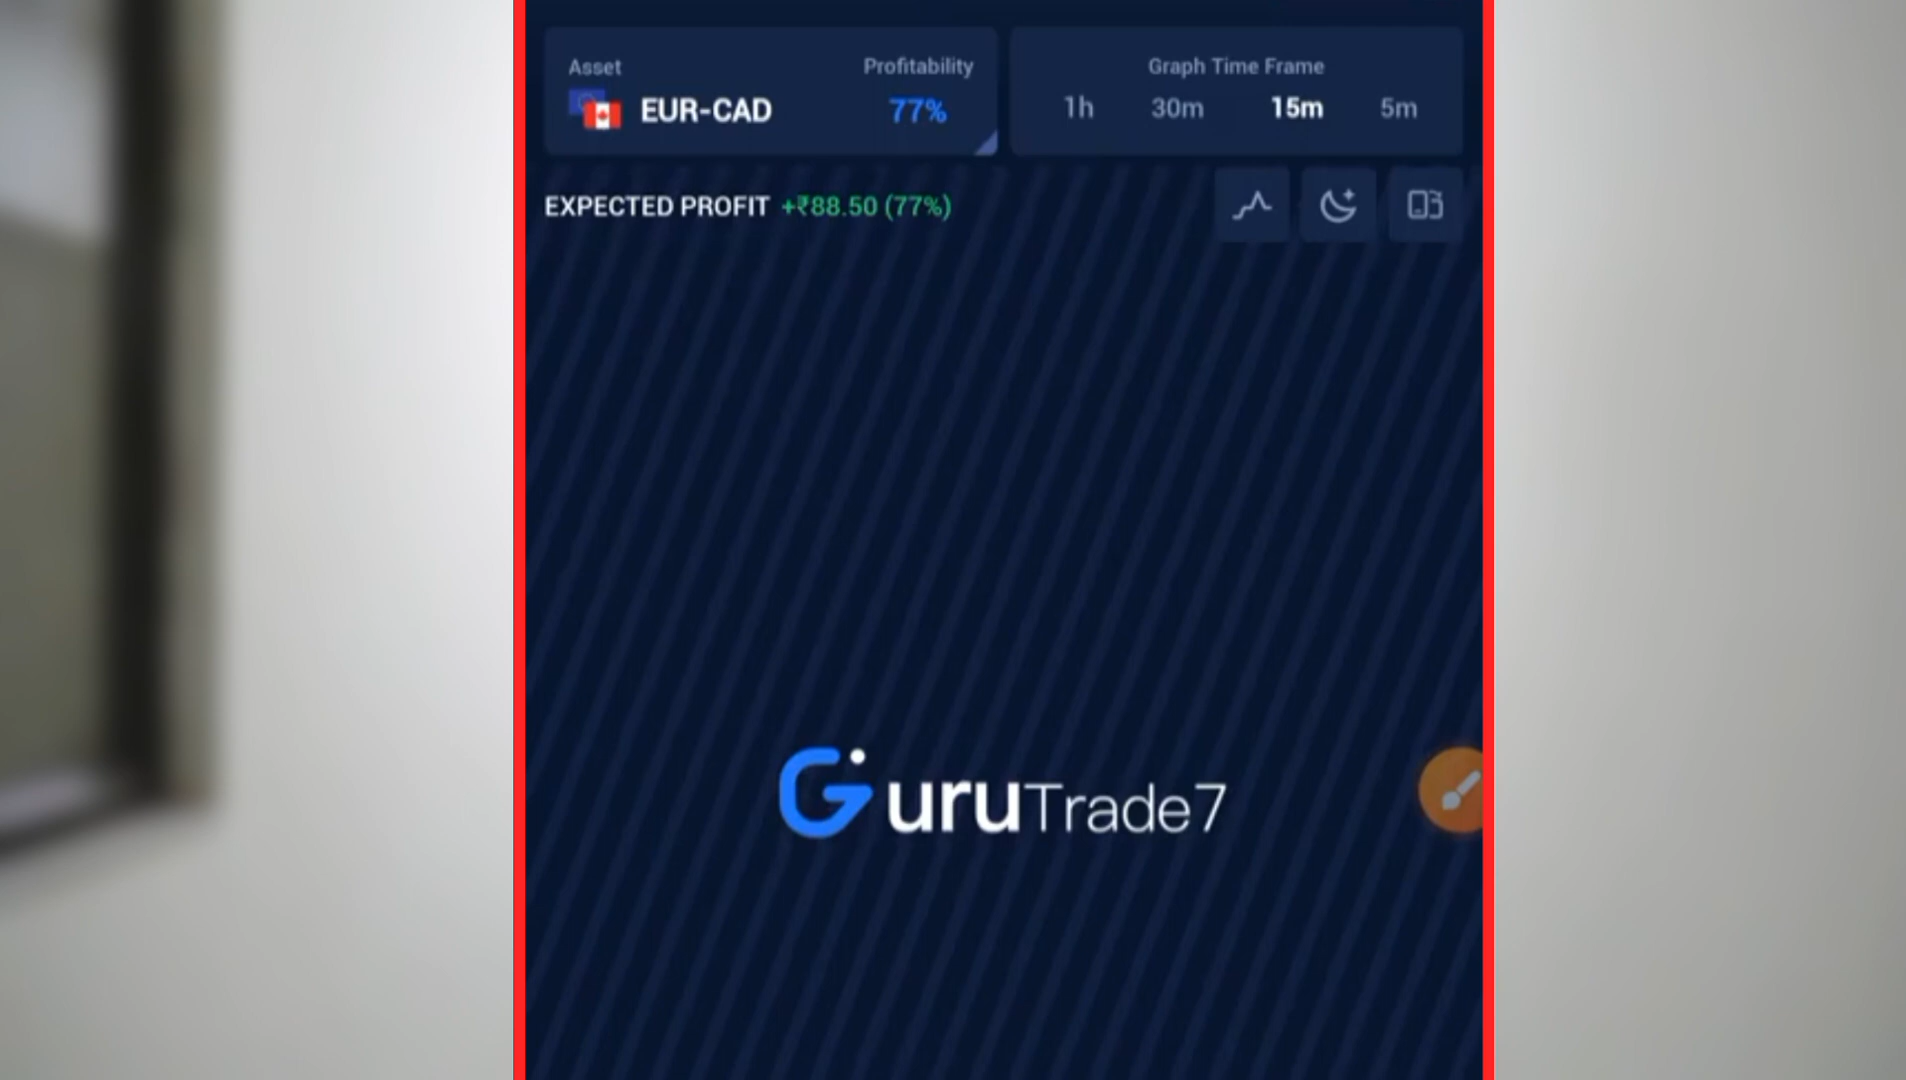 Asset Profitability
EUR-CAD 77%
Graph Time Frame
1h 30m 15m 5m
EXPECTED PROFIT +₹88.50 (77%)
GuruTrade7